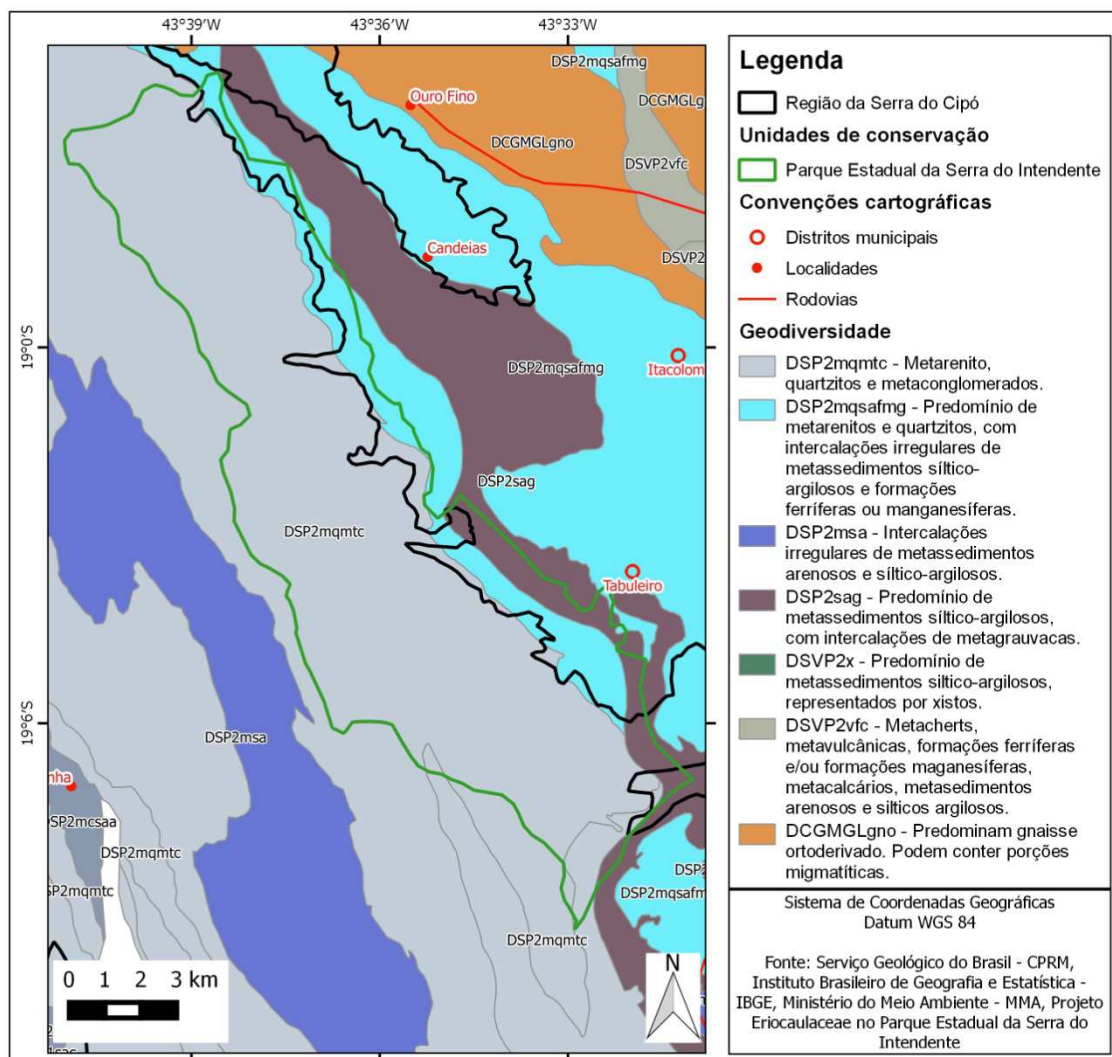 43°39'W
43°36'W
43°33'W
19°0'S
19°6'S
DSP2mqsafmg
Ouro Fino
DCGMGLg
DCGMGLgno
DSVP2vfc
Candeias
DSVP2
Itacolom
DSP2mqsafmg
DSP2sag
DSP2mqmtc
Tabuleiro
DSP2msa
nha
DSP2mcsaa
DSP2mqmtc
SP2mqmtc
DSP2
DSP2mqsafm
DSP2mqmtc
0 1 2 3 km
N
Legenda
Região da Serra do Cipó
Unidades de conservação
Parque Estadual da Serra do Intendente
Convenções cartográficas
Distritos municipais
Localidades
Rodovias
Geodiversidade
DSP2mqmtc - Metarenito,
quartzitos e metaconglomerados.
DSP2mqsafmg - Predomínio de
metarenitos e quartzitos, com
intercalações irregulares de
metassedimentos síltico-
argilosos e formações
ferríferas ou manganesíferas.
DSP2msa - Intercalações
irregulares de metassedimentos
arenosos e síltico-argilosos.
DSP2sag - Predomínio de
metassedimentos síltico-argilosos,
com intercalações de metagrauvacas.
DSVP2x - Predomínio de
metassedimentos siltico-argilosos,
representados por xistos.
DSVP2vfc - Metacherts,
metavulcânicas, formações ferríferas
e/ou formações maganesíferas,
metacalcários, metasedimentos
arenosos e silticos argilosos.
DCGMGLgno - Predominam gnaisse
ortoderivado. Podem conter porções
migmatíticas.
Sistema de Coordenadas Geográficas
Datum WGS 84
Fonte: Serviço Geológico do Brasil - CPRM,
Instituto Brasileiro de Geografia e Estatística -
IBGE, Ministério do Meio Ambiente - MMA, Projeto
Eriocaulaceae no Parque Estadual da Serra do
Intendente